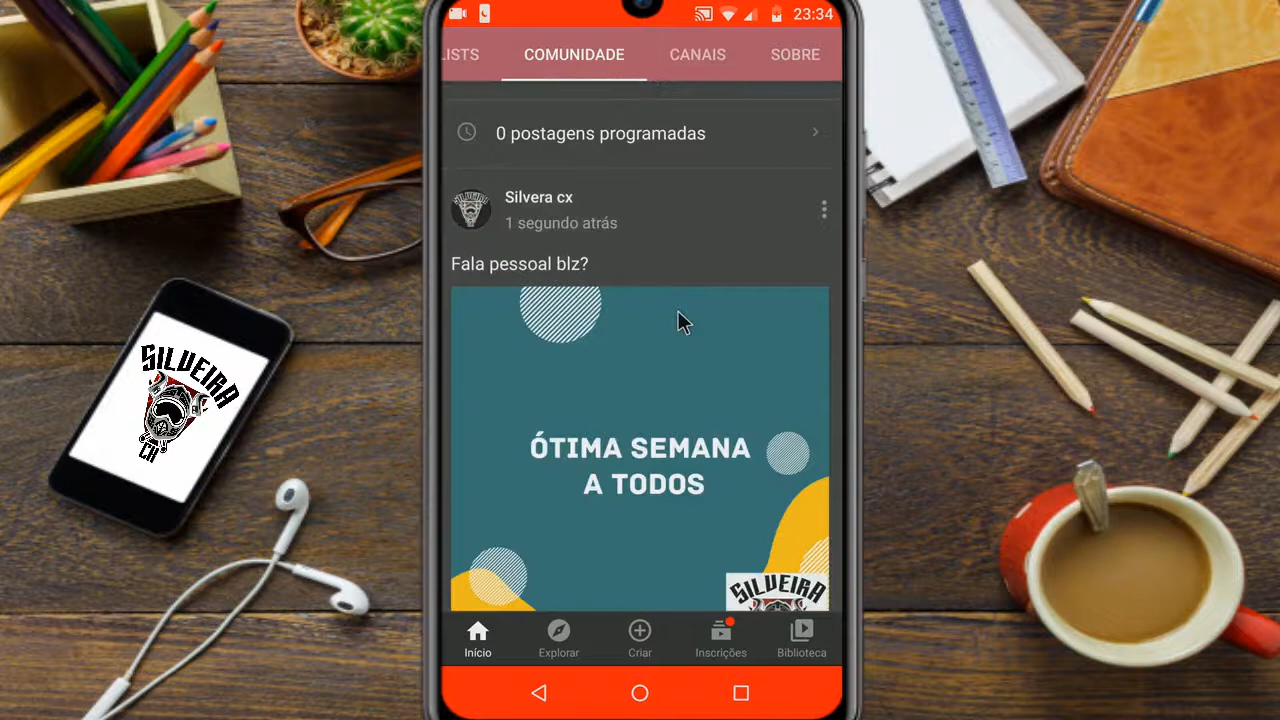 23:34
LISTS
COMUNIDADE
CANAIS
SOBRE
0 postagens programadas
Silvera cx
1 segundo atrás
Fala pessoal blz?
ÓTIMA SEMANA
A TODOS
SILVEIRA
Início
Explorar
Criar
Inscrições
Biblioteca
SILVEIRA
CX
SILVEIRA